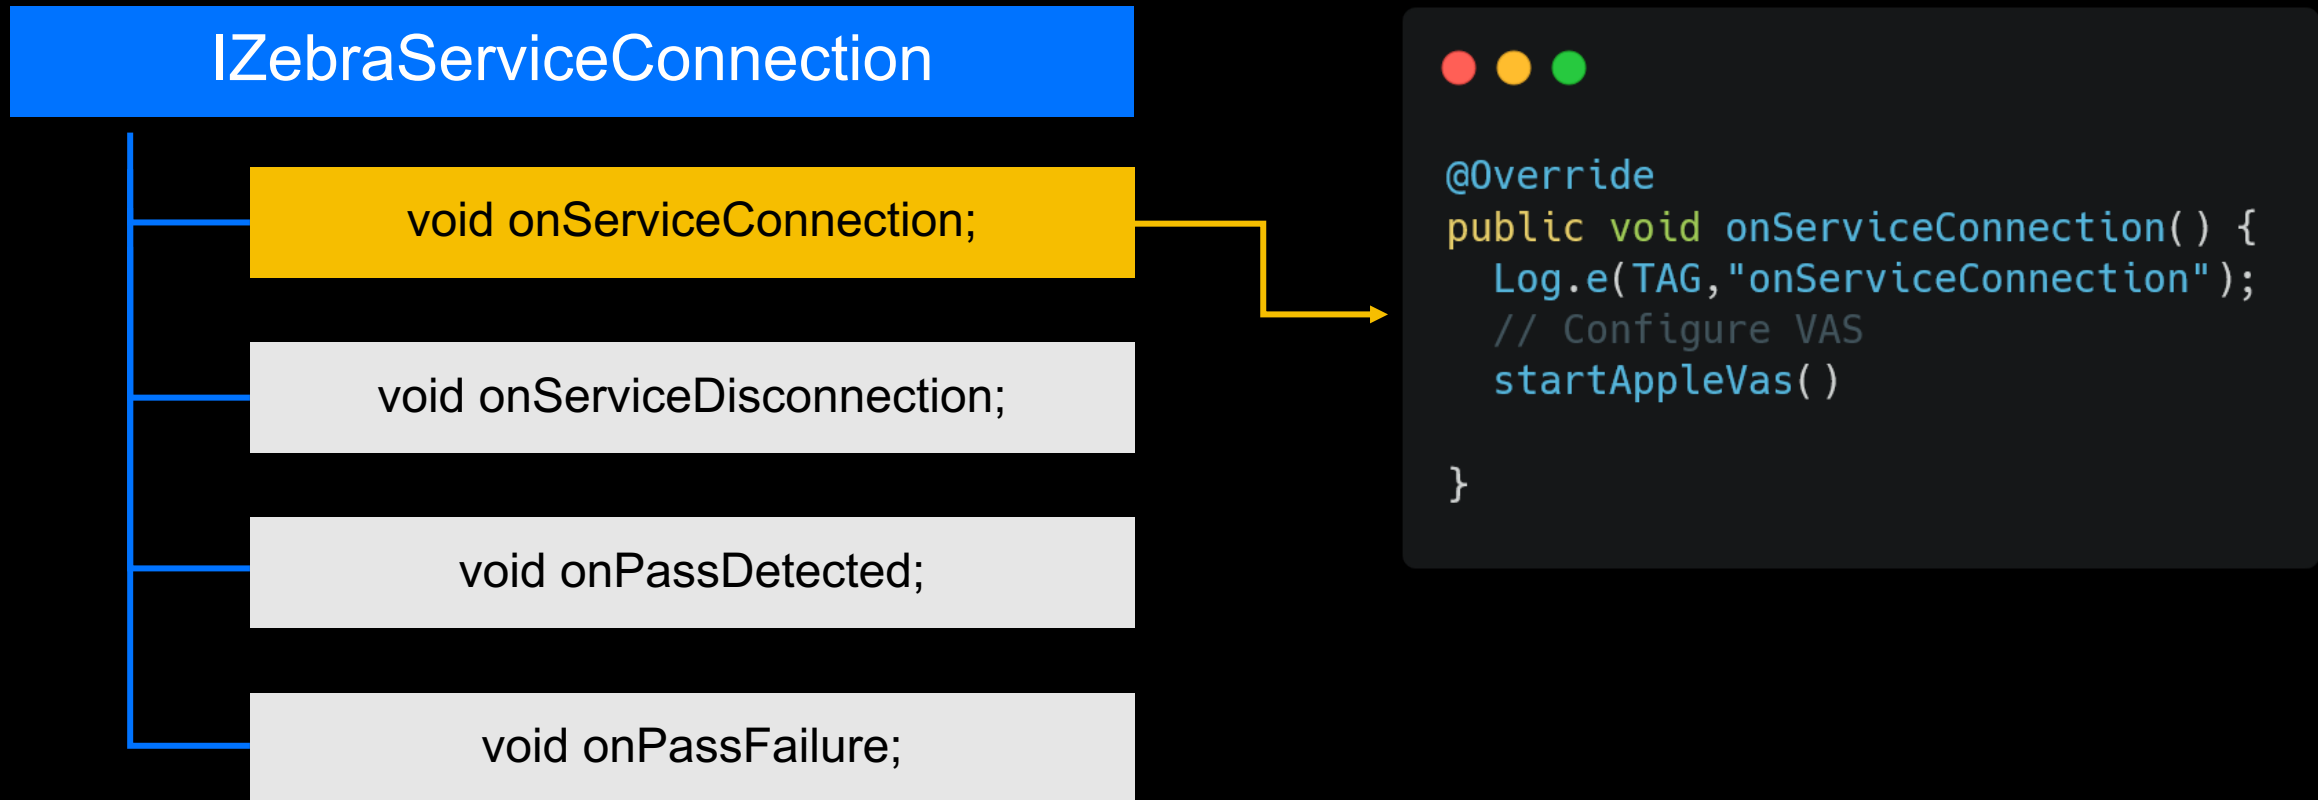 IZebraServiceConnection
void onServiceConnection;
void onServiceDisconnection;
void onPassDetected;
void onPassFailure;
@Override
public void onServiceConnection() {
Log.e(TAG,"onServiceConnection");
// Configure VAS
startAppleVas()
}